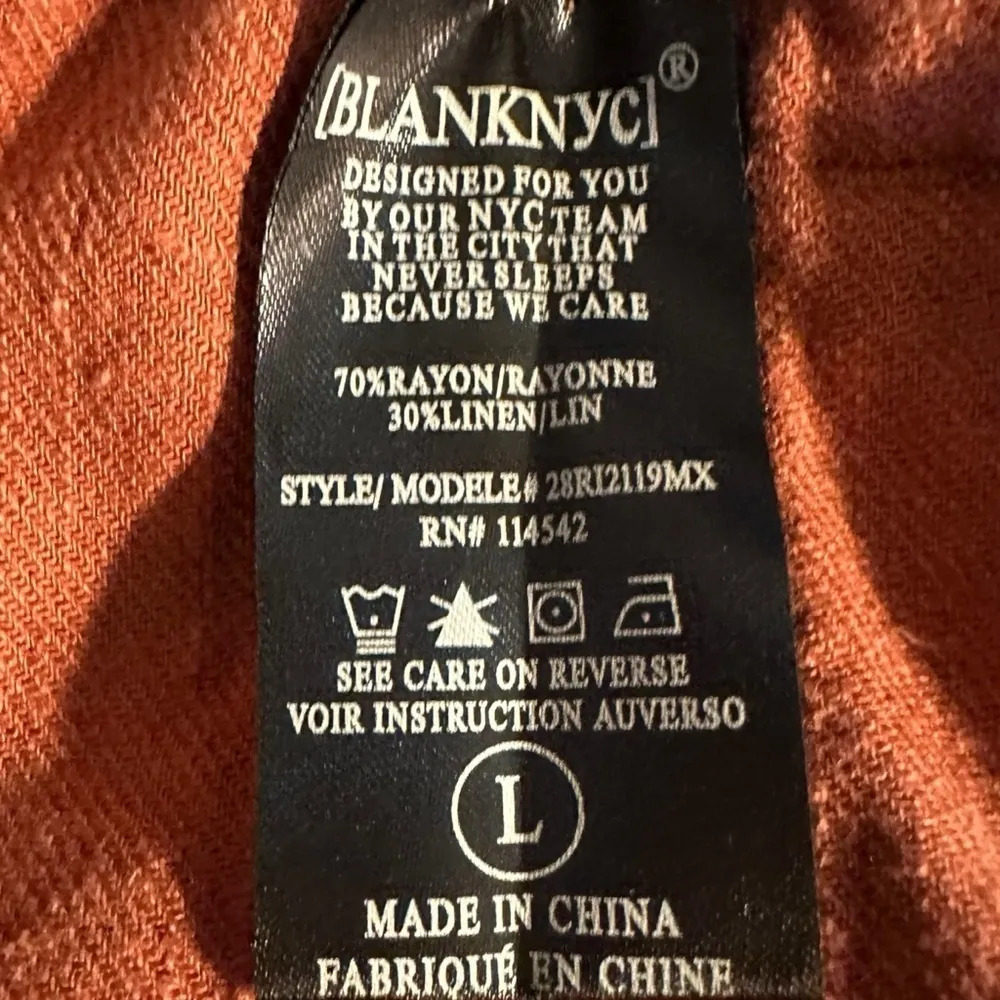 [BLANKNYC]®
DESIGNED FOR YOU
BY OUR NYC TEAM
IN THE CITY THAT
NEVER SLEEPS
BECAUSE WE CARE
70%RAYON/RAYONNE
30%LINEN/LIN
STYLE/ MODELE# 28RI2119MX
RN# 114542
SEE CARE ON REVERSE
VOIR INSTRUCTION AUVERSO
L
MADE IN CHINA
FABRIQUÉ EN CHINE